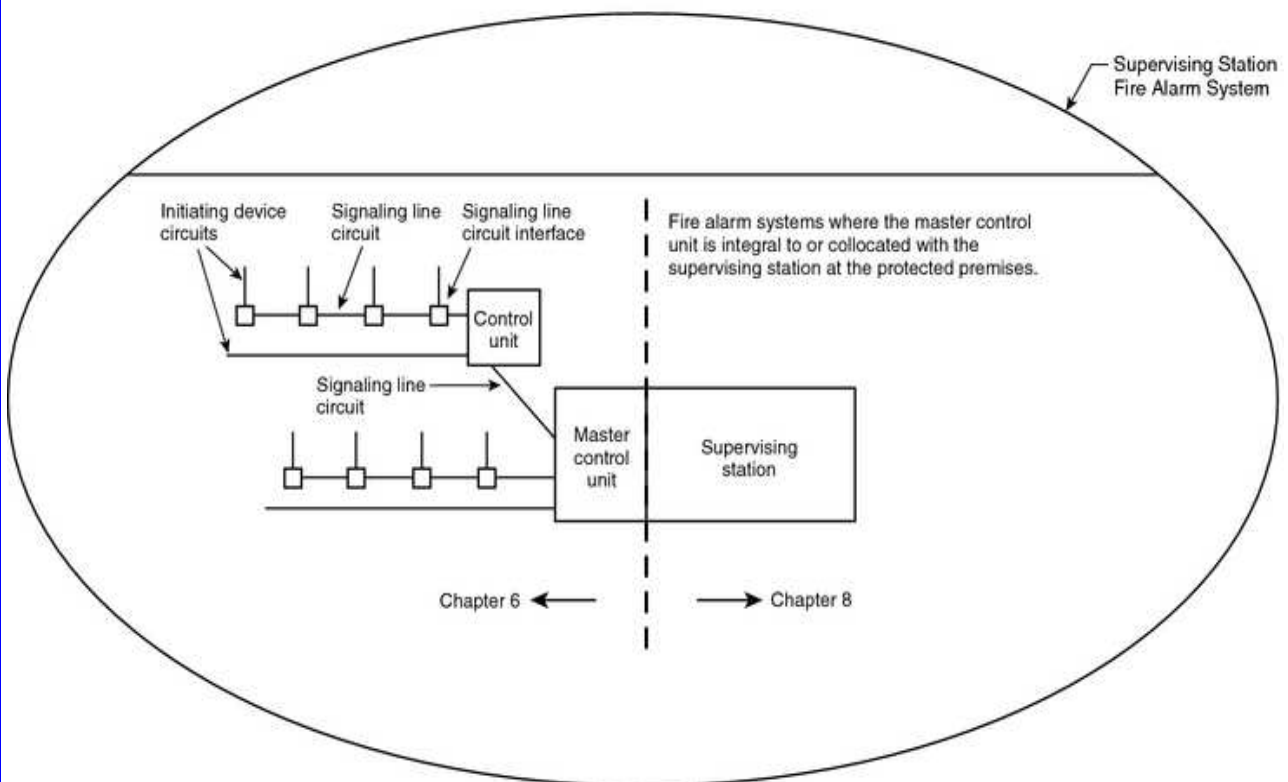 Supervising Station
Fire Alarm System
Initiating device
circuits
Signaling line
circuit
Signaling line
circuit interface
Fire alarm systems where the master control
unit is integral to or collocated with the
supervising station at the protected premises.
Control
unit
Signaling line
circuit
Master
control
unit
Supervising
station
Chapter 6
Chapter 8